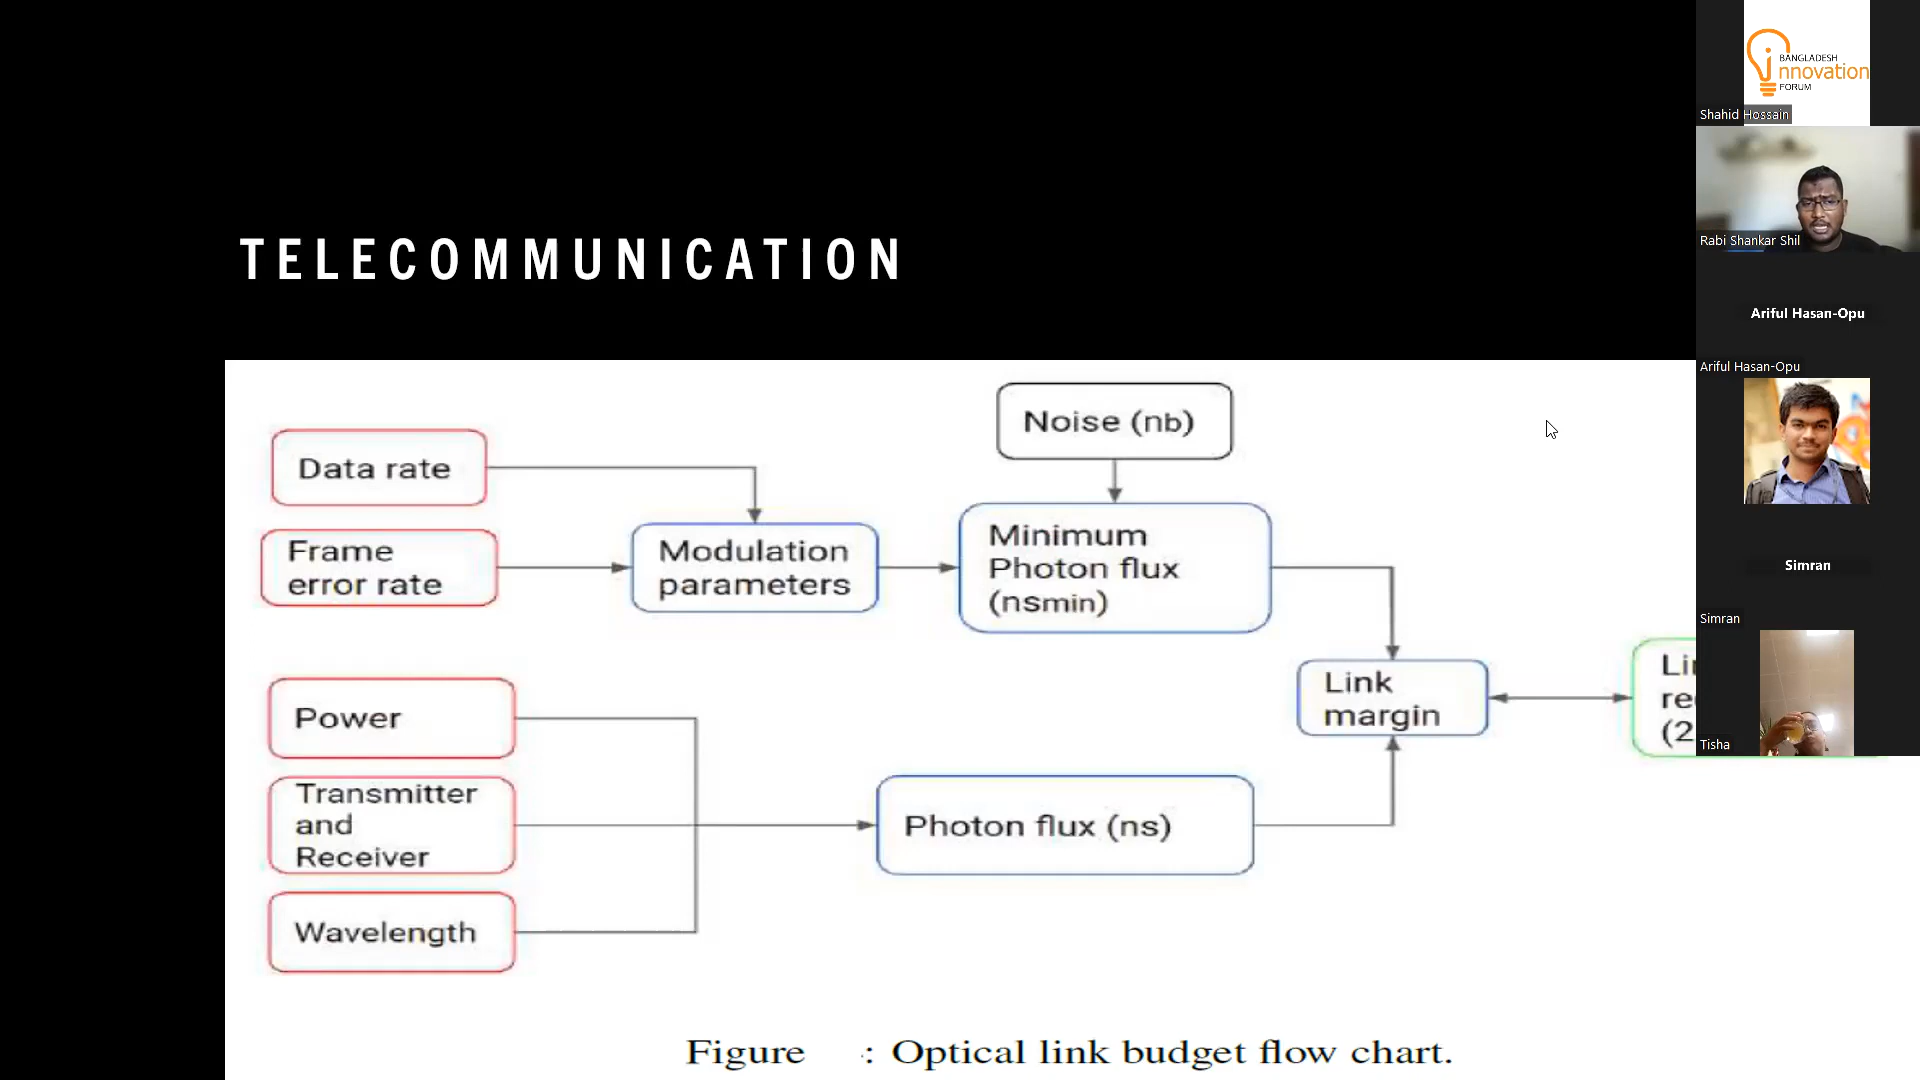 TELECOMMUNICATION
Noise (nb)
Data rate
Frame
error rate
Modulation
parameters
Minimum
Photon flux
(nsmin)
Link
margin
(2
Power
Transmitter
and
Receiver
Photon flux (ns)
Wavelength
Figure : Optical link budget flow chart.
BANGLADESH
innovation
FORUM
Shahid Hossain
Rabi Shankar Shil
Ariful Hasan-Opu
Ariful Hasan-Opu
Simran
Simran
Tisha